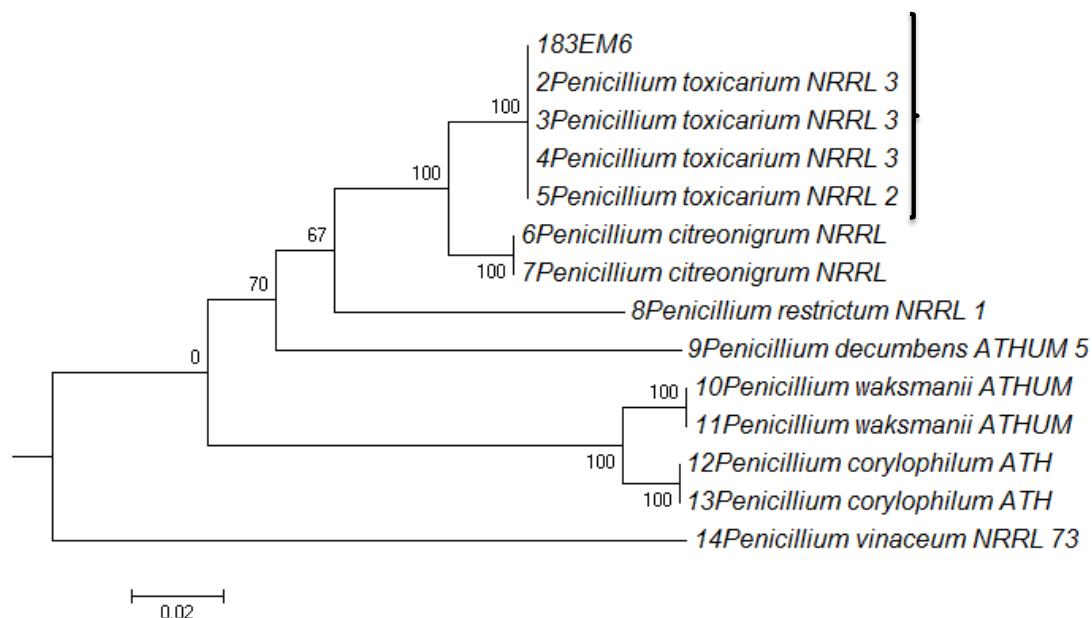 183EM6
2Penicillium toxicarium NRRL 3
100
3Penicillium toxicarium NRRL 3
4Penicillium toxicarium NRRL 3
100
5Penicillium toxicarium NRRL 2
67
6Penicillium citreonigrum NRRL
100
7Penicillium citreonigrum NRRL
70
8Penicillium restrictum NRRL 1
9Penicillium decumbens ATHUM 5
0
100
10Penicillium waksmanii ATHUM
11Penicillium waksmanii ATHUM
100
12Penicillium corylophilum ATH
100
13Penicillium corylophilum ATH
14Penicillium vinaceum NRRL 73
0.02